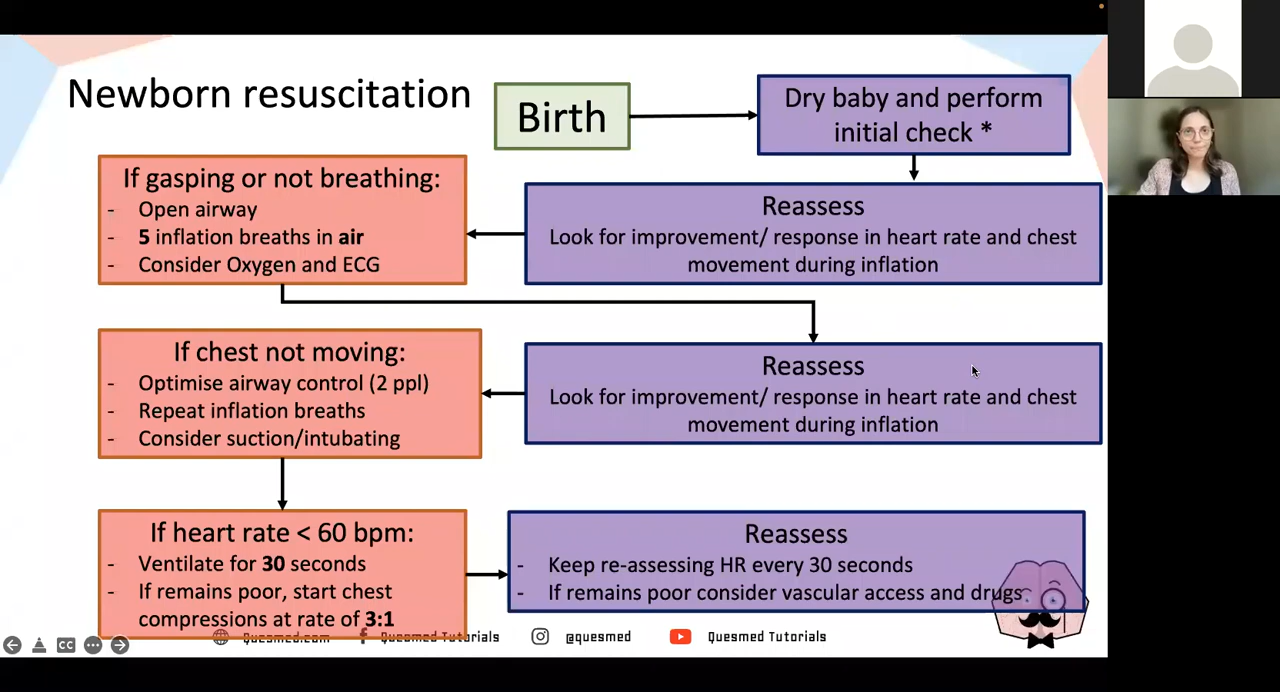 Newborn resuscitation
Birth
Dry baby and perform
initial check *
Reassess
Look for improvement/ response in heart rate and chest
movement during inflation
If gasping or not breathing:
- Open airway
- 5 inflation breaths in air
- Consider Oxygen and ECG
Reassess
Look for improvement/ response in heart rate and chest
movement during inflation
If chest not moving:
- Optimise airway control (2 ppl)
- Repeat inflation breaths
- Consider suction/intubating
If heart rate < 60 bpm:
- Ventilate for 30 seconds
- If remains poor, start chest
compressions at rate of 3:1
Reassess
- Keep re-assessing HR every 30 seconds
- If remains poor consider vascular access and drugs
Quesmed.com Quesmed Tutorials @quesmed Quesmed Tutorials
CC